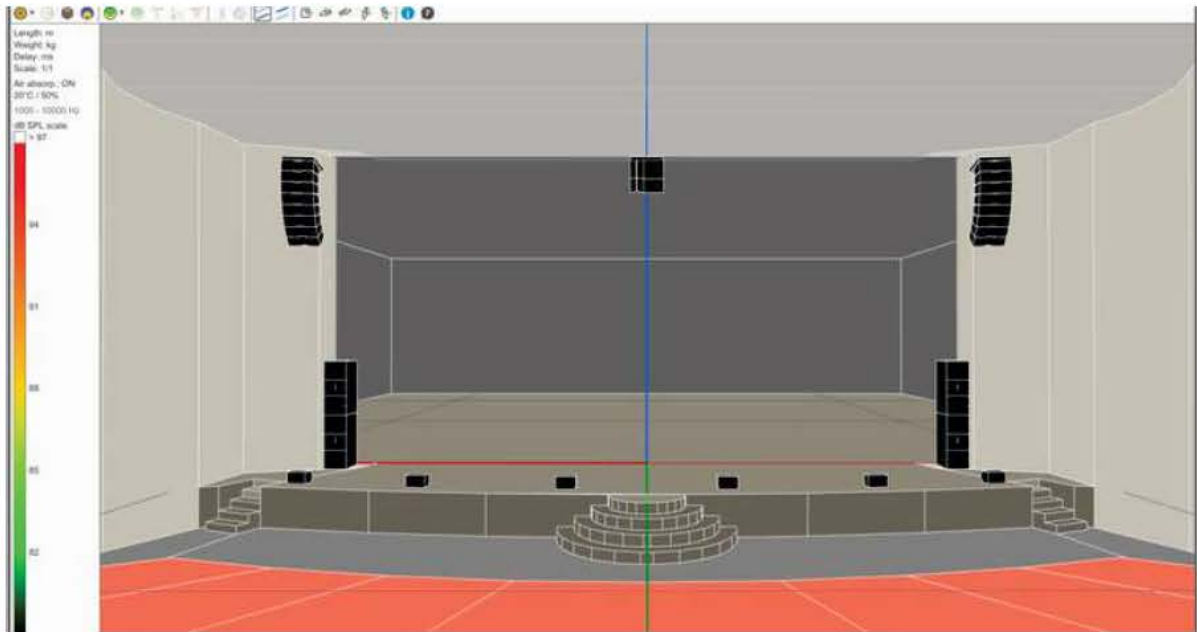 Length: m
Weight: kg
Delay: ms
Scale: 1:1
Air absorp.: ON
20°C / 50%
1000 - 10000 Hz
dB SPL scale
> 97
94
91
88
85
82